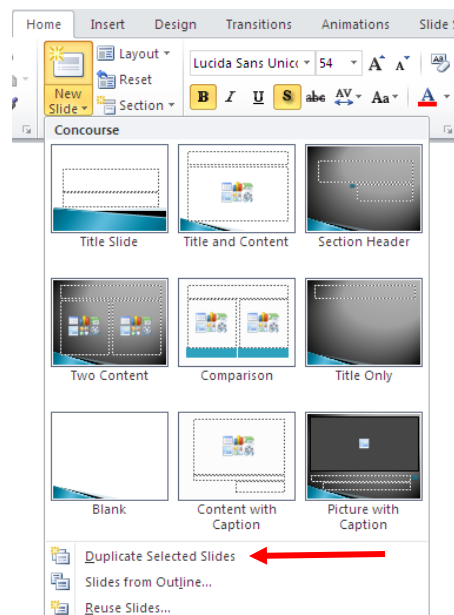 Home Insert Design Transitions Animations Slide S
Layout
Reset
Section
New
Slide
Lucida Sans Unic 54 A A
B I U S abc AV Aa A
Concourse
Title Slide Title and Content Section Header
Two Content Comparison Title Only
Blank Content with Caption Picture with Caption
Duplicate Selected Slides
Slides from Outline...
Reuse Slides...